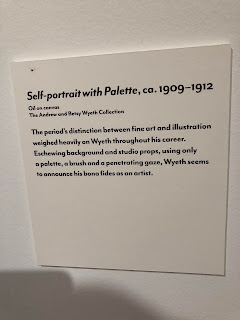 Self-portrait with Palette, ca. 1909–1912
Oil on canvas
The Andrew and Betsy Wyeth Collection
The period's distinction between fine art and illustration
weighed heavily on Wyeth throughout his career.
Eschewing background and studio props, using only
a palette, a brush and a penetrating gaze, Wyeth seems
to announce his bona fides as an artist.